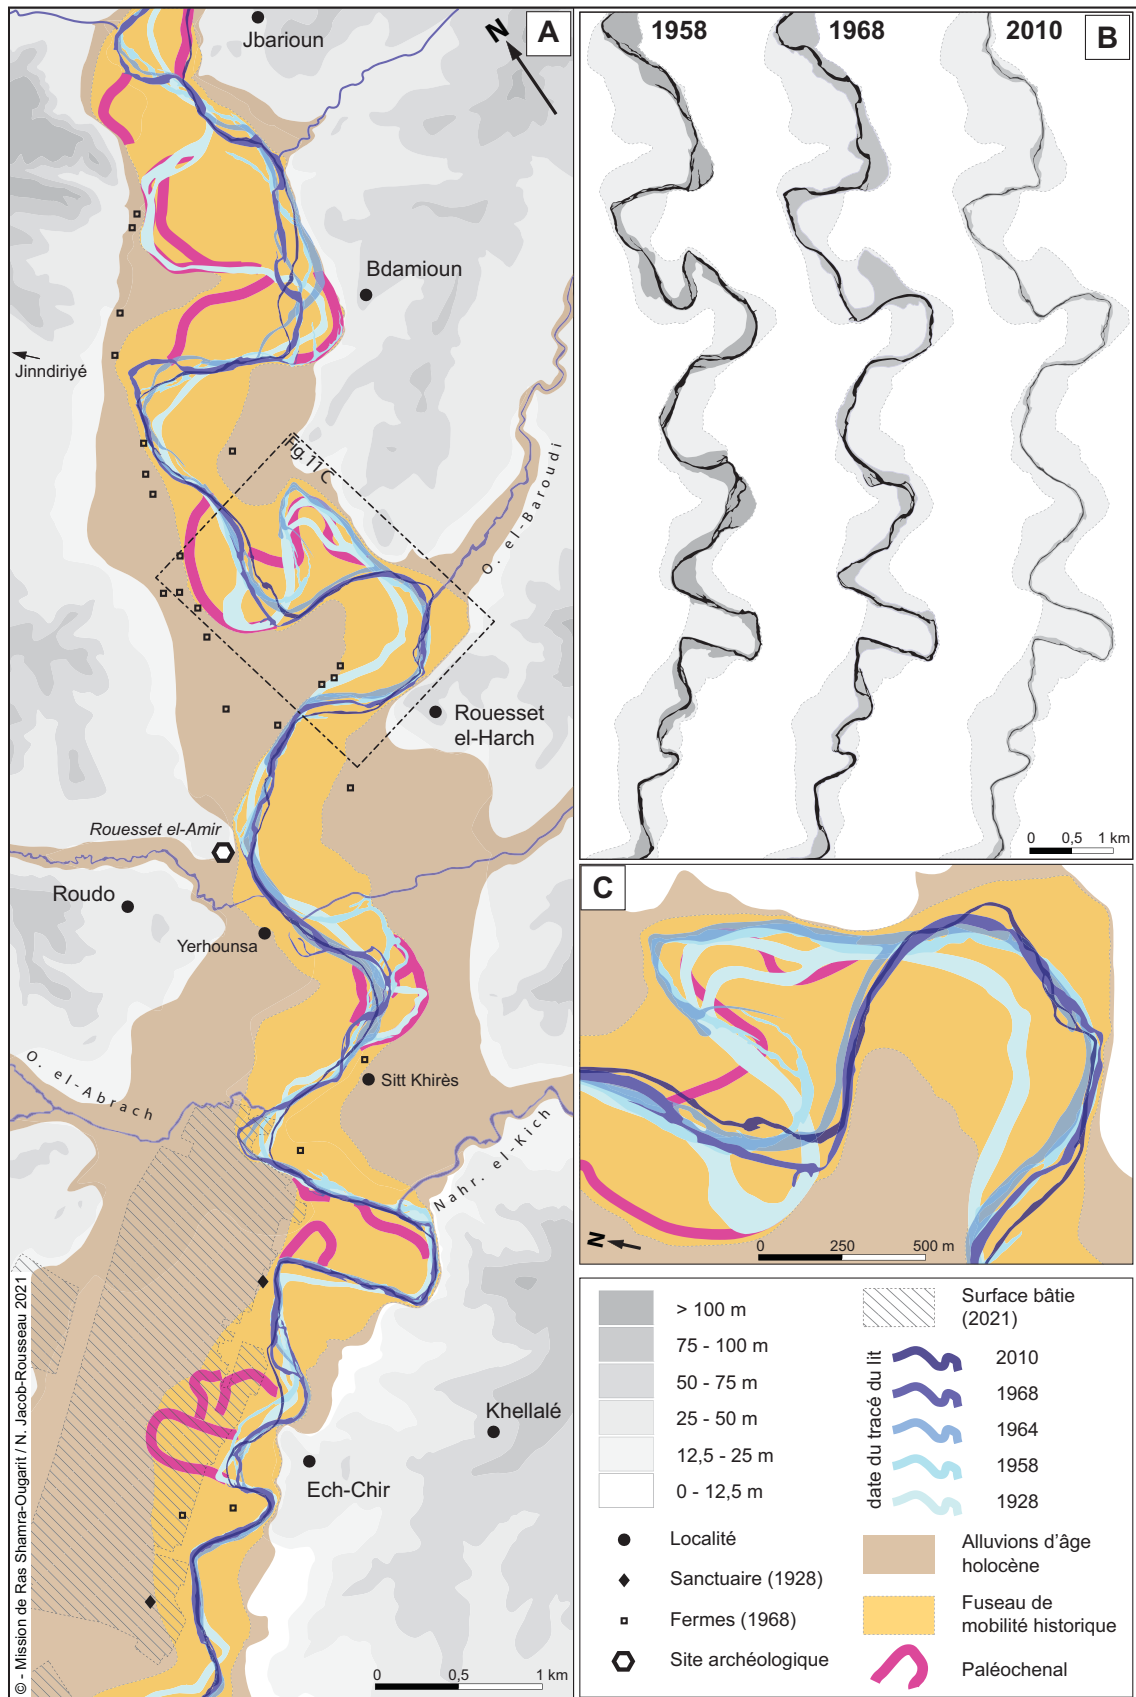 A
N
Jbarioun
Bdamioun
Jinndiriyé
Fig.11C
O. el-Baroudi
Rouesset
el-Harch
Rouesset el-Amir
Roudo
Yerhounsa
O. el-Abrach
Sitt Khirès
Nahr. el-Kich
Khellalé
Ech-Chir
0 0,5 1 km
© - Mission de Ras Shamra-Ougarit / N. Jacob-Rousseau 2021
1958 1968 2010
B
0 0,5 1 km
C
N
0 250 500 m
> 100 m
75 - 100 m
50 - 75 m
25 - 50 m
12,5 - 25 m
0 - 12,5 m
Localité
Sanctuaire (1928)
Fermes (1968)
Site archéologique
Surface bâtie
(2021)
date du tracé du lit
2010
1968
1964
1958
1928
Alluvions d'âge
holocène
Fuseau de
mobilité historique
Paléochenal